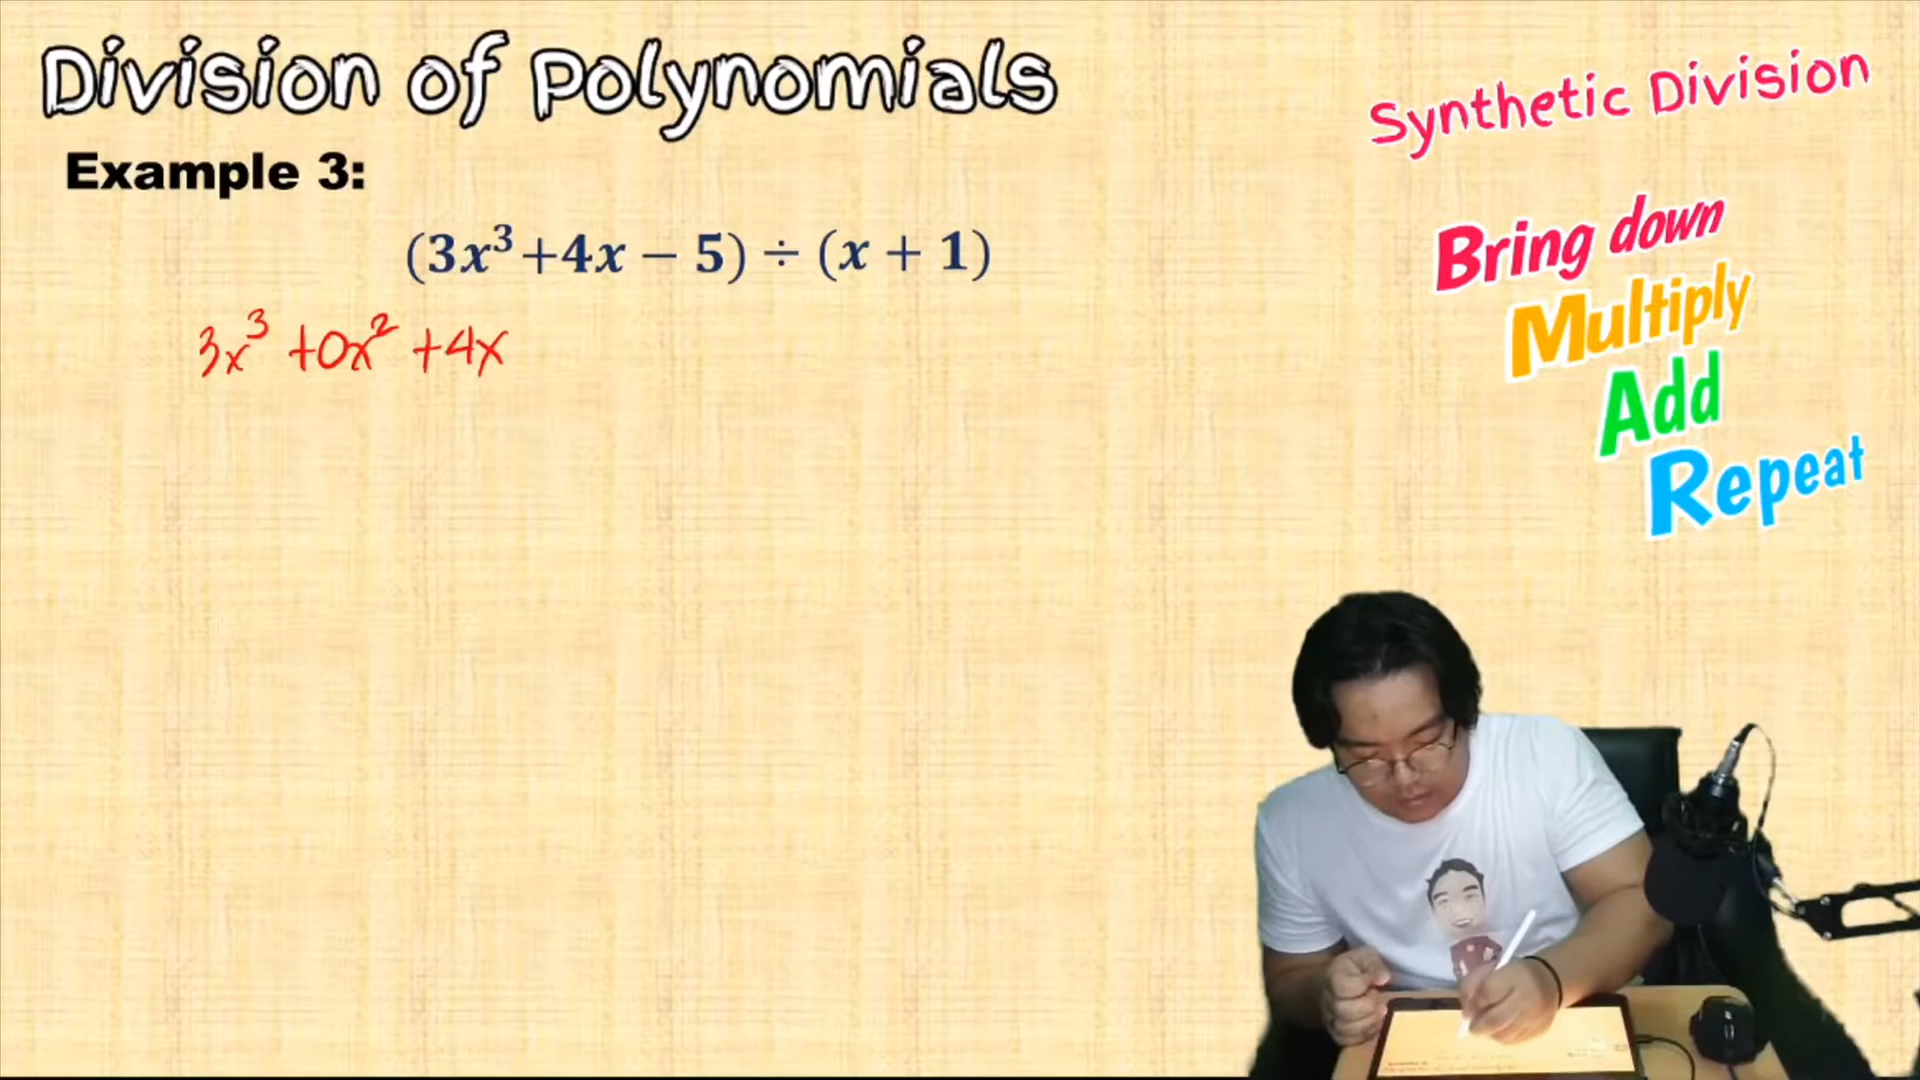 Division of Polynomials
Example 3:
(3x³+4x − 5) ÷ (x + 1)
3x³ +0x² +4x
Synthetic Division
Bring down
Multiply
Add
Repeat